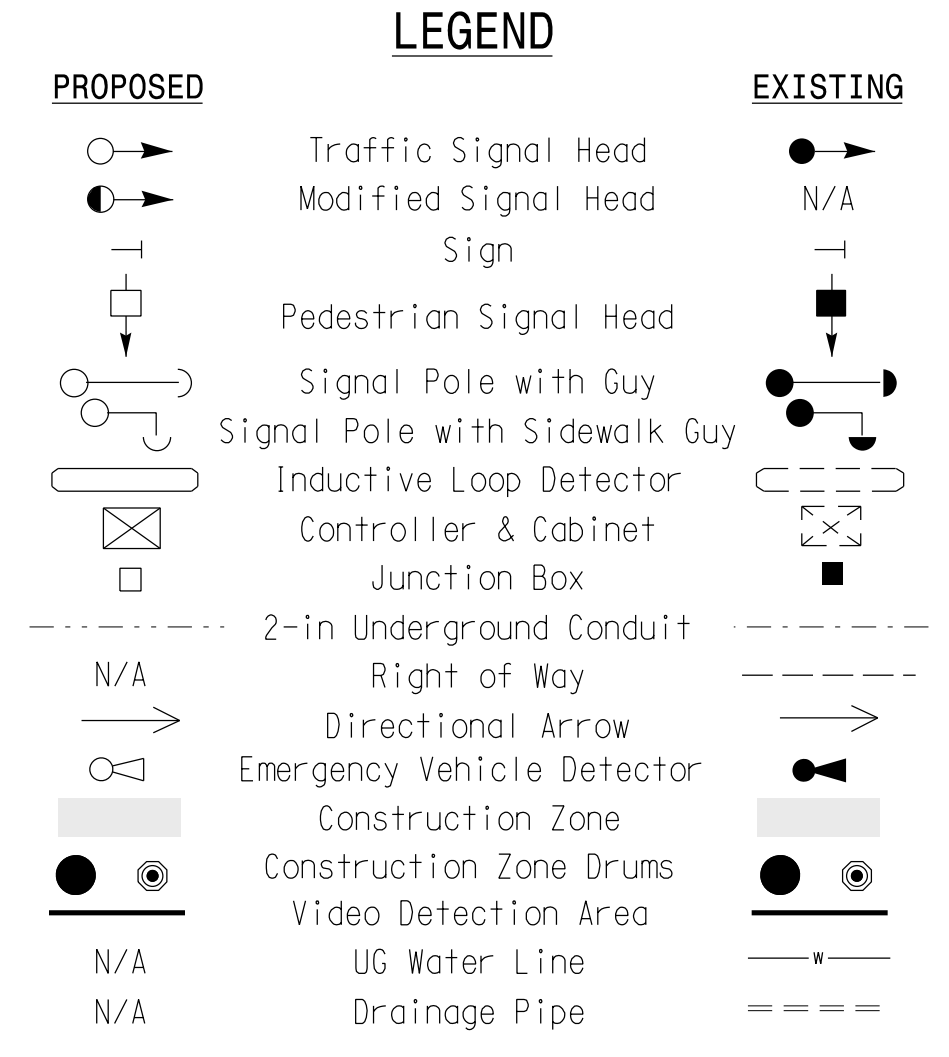 LEGEND
PROPOSED EXISTING
Traffic Signal Head
Modified Signal Head N/A
Sign
Pedestrian Signal Head
Signal Pole with Guy
Signal Pole with Sidewalk Guy
Inductive Loop Detector
Controller & Cabinet
Junction Box
2-in Underground Conduit
N/A Right of Way
Directional Arrow
Emergency Vehicle Detector
Construction Zone
Construction Zone Drums
Video Detection Area
N/A UG Water Line W
N/A Drainage Pipe